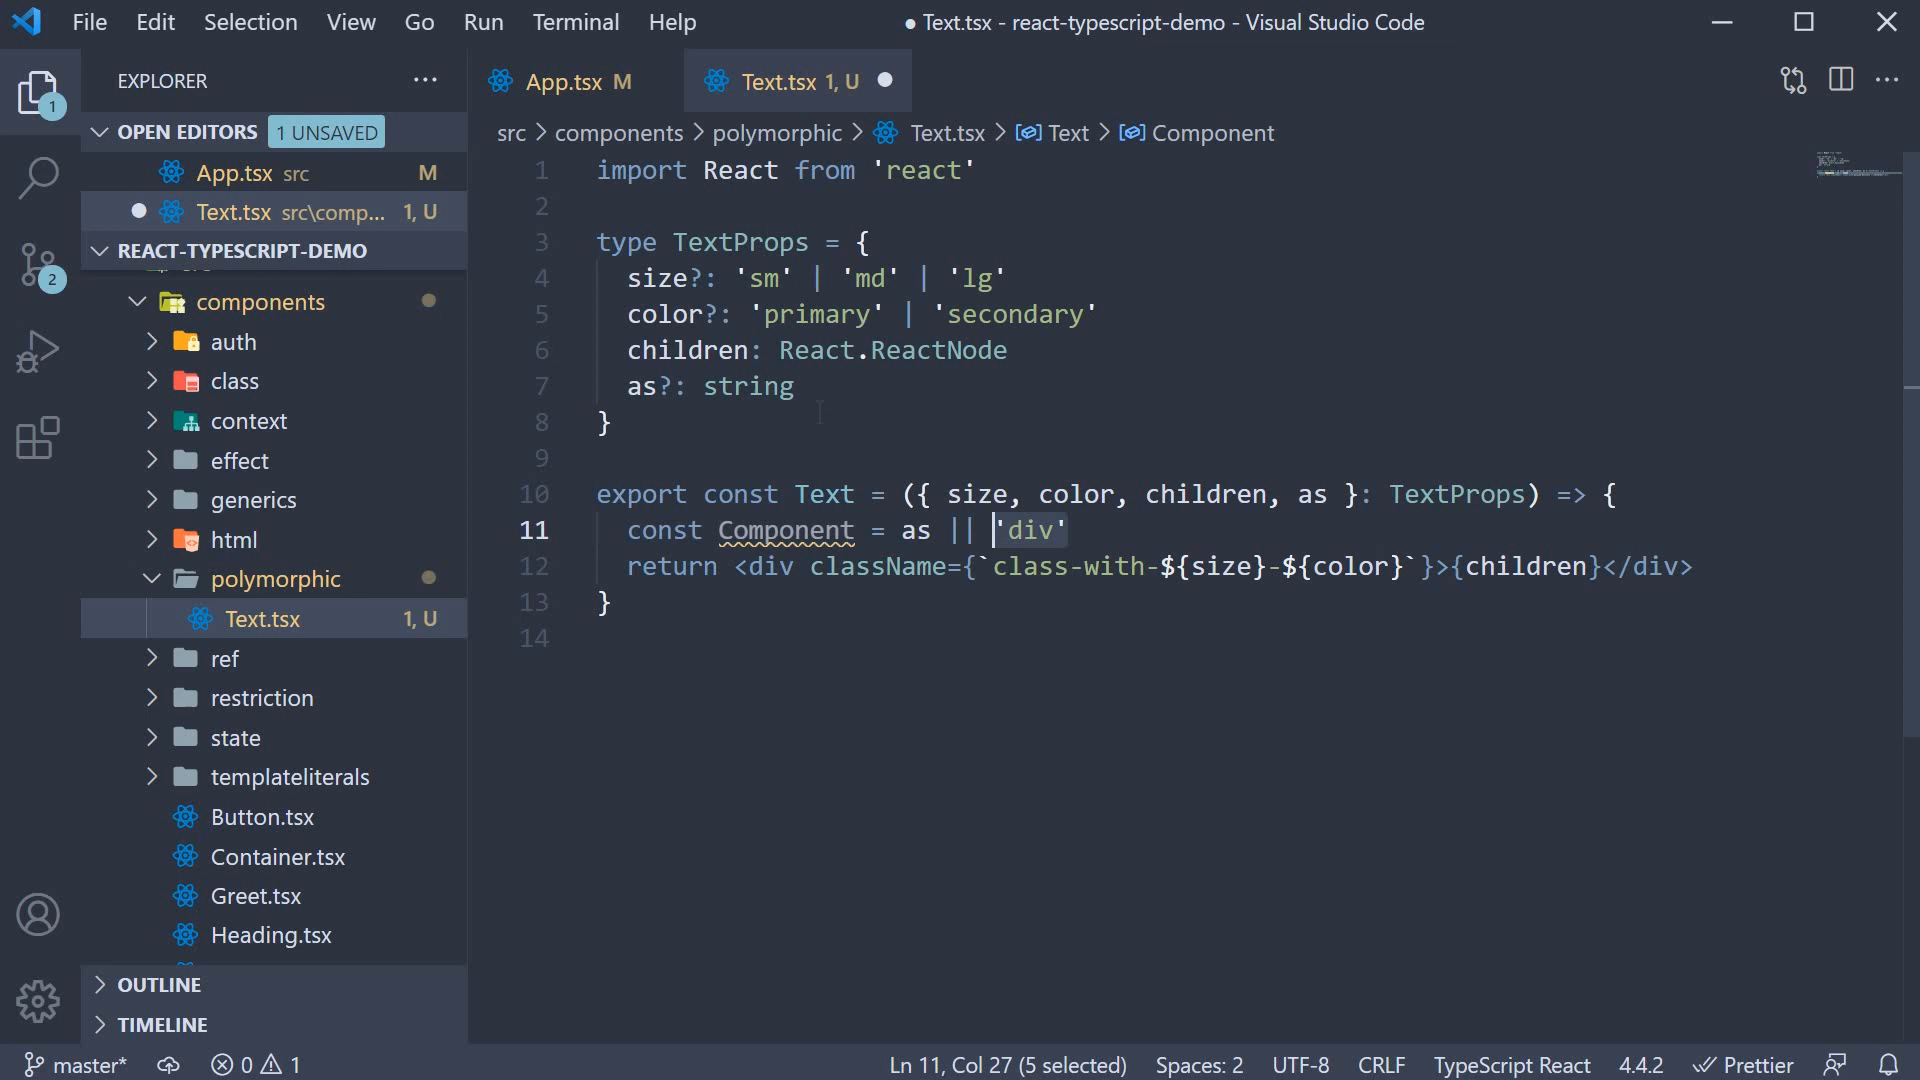 File Edit Selection View Go Run Terminal Help
● Text.tsx - react-typescript-demo - Visual Studio Code
EXPLORER
App.tsx M
Text.tsx 1, U
1
OPEN EDITORS 1 UNSAVED
App.tsx src M
Text.tsx src\comp... 1, U
REACT-TYPESCRIPT-DEMO
2
components
auth
class
context
effect
generics
html
polymorphic
Text.tsx 1, U
ref
restriction
state
templateliterals
Button.tsx
Container.tsx
Greet.tsx
Heading.tsx
OUTLINE
TIMELINE
src > components > polymorphic > Text.tsx > Text > Component
1 import React from 'react'
2
3 type TextProps = {
4 size?: 'sm' | 'md' | 'lg'
5 color?: 'primary' | 'secondary'
6 children: React.ReactNode
7 as?: string
8 }
9
10 export const Text = ({ size, color, children, as }: TextProps) => {
11 const Component = as || 'div'
12 return <div className={`class-with-${size}-${color}`}>{children}</div>
13 }
14
master* 0 1
Ln 11, Col 27 (5 selected) Spaces: 2 UTF-8 CRLF TypeScript React 4.4.2 Prettier